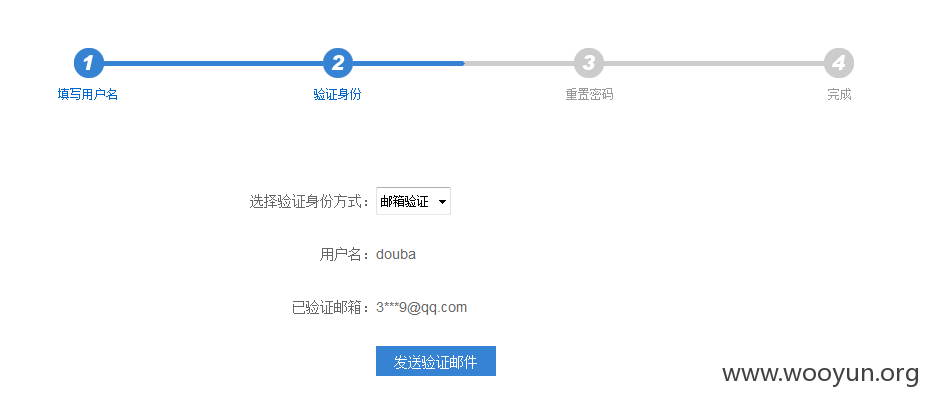 1 2 3 4
填写用户名 验证身份 重置密码 完成
选择验证身份方式： 邮箱验证
用户名： douba
已验证邮箱： 3***9@qq.com
发送验证邮件
www.wooyun.org